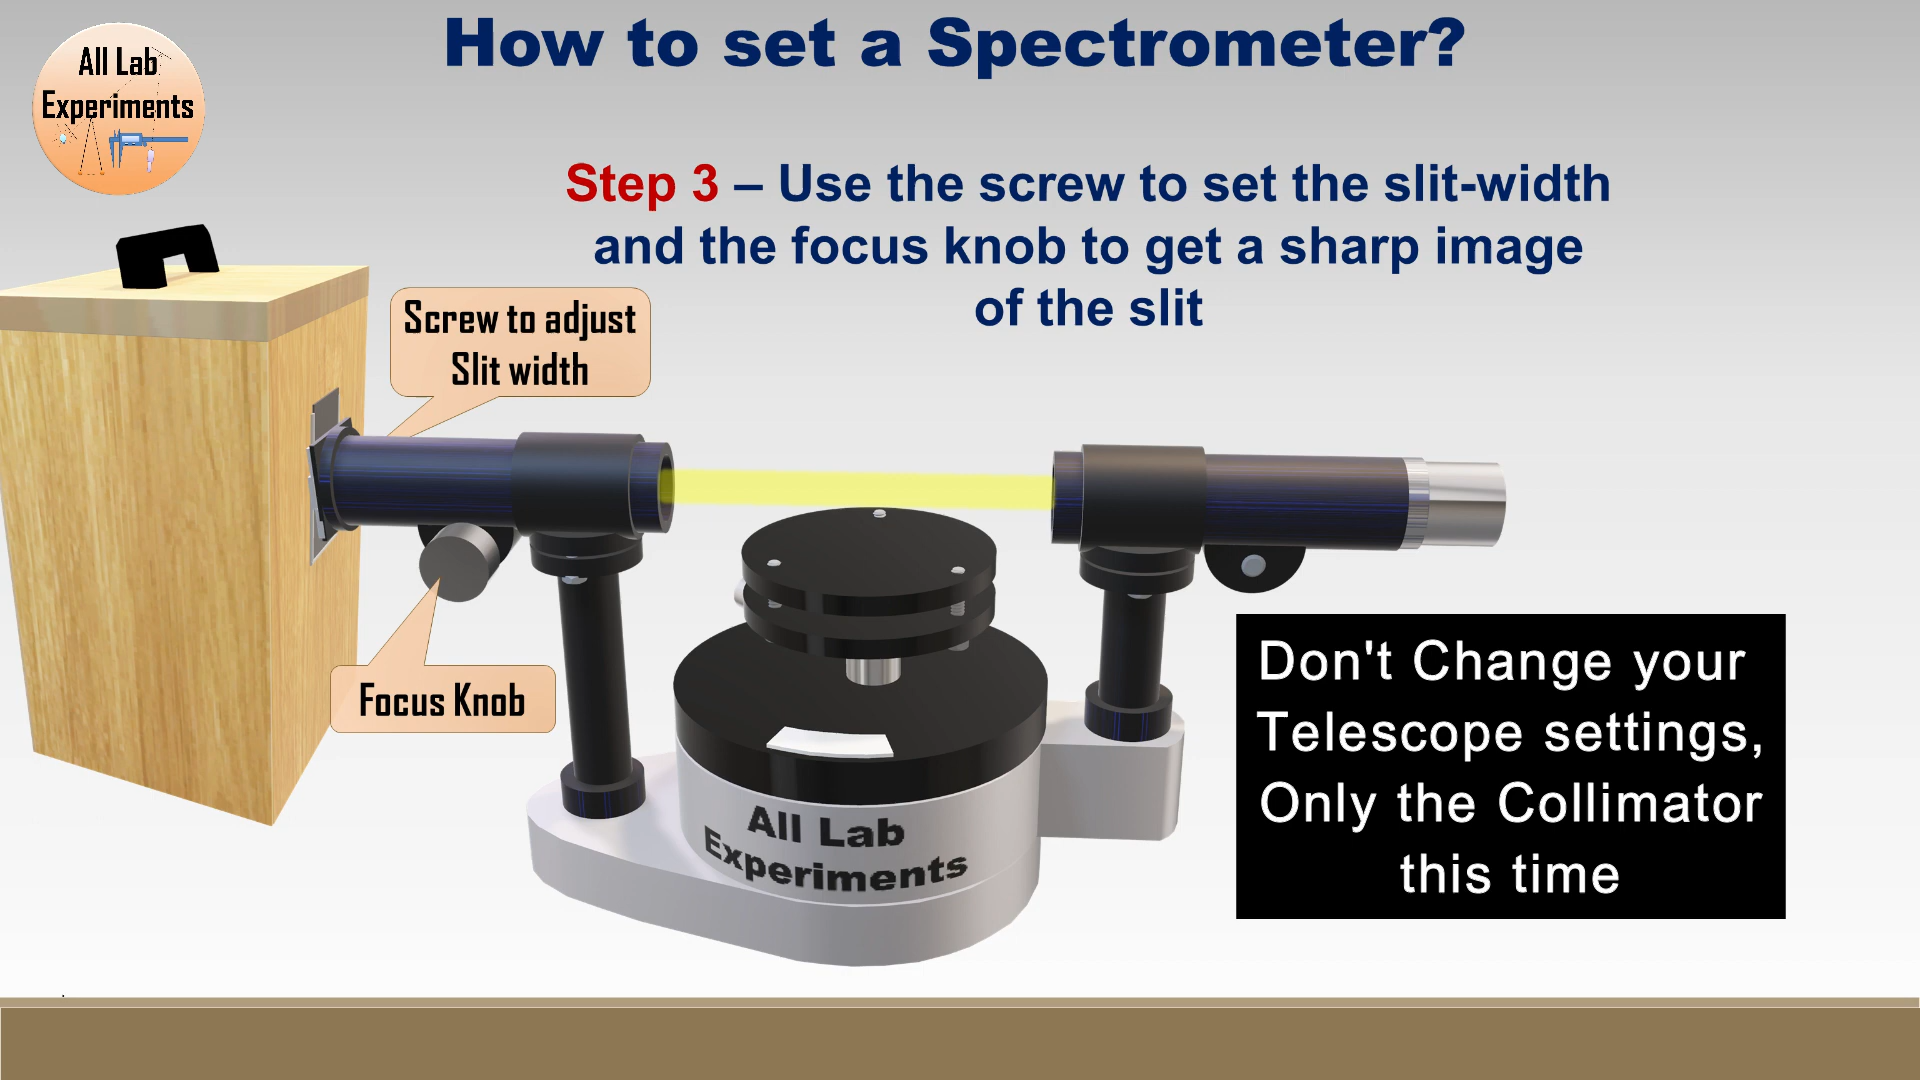 All Lab
Experiments
How to set a Spectrometer?
Step 3 – Use the screw to set the slit-width
and the focus knob to get a sharp image
of the slit
Screw to adjust
Slit width
Focus Knob
All Lab
Experiments
Don't Change your
Telescope settings,
Only the Collimator
this time